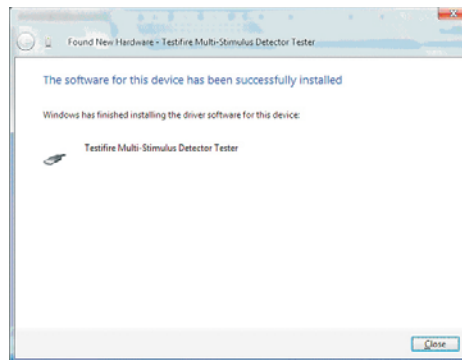 Found New Hardware - Testifire Multi-Stimulus Detector Tester
The software for this device has been successfully installed
Windows has finished installing the driver software for this device:
Testifire Multi-Stimulus Detector Tester
Close